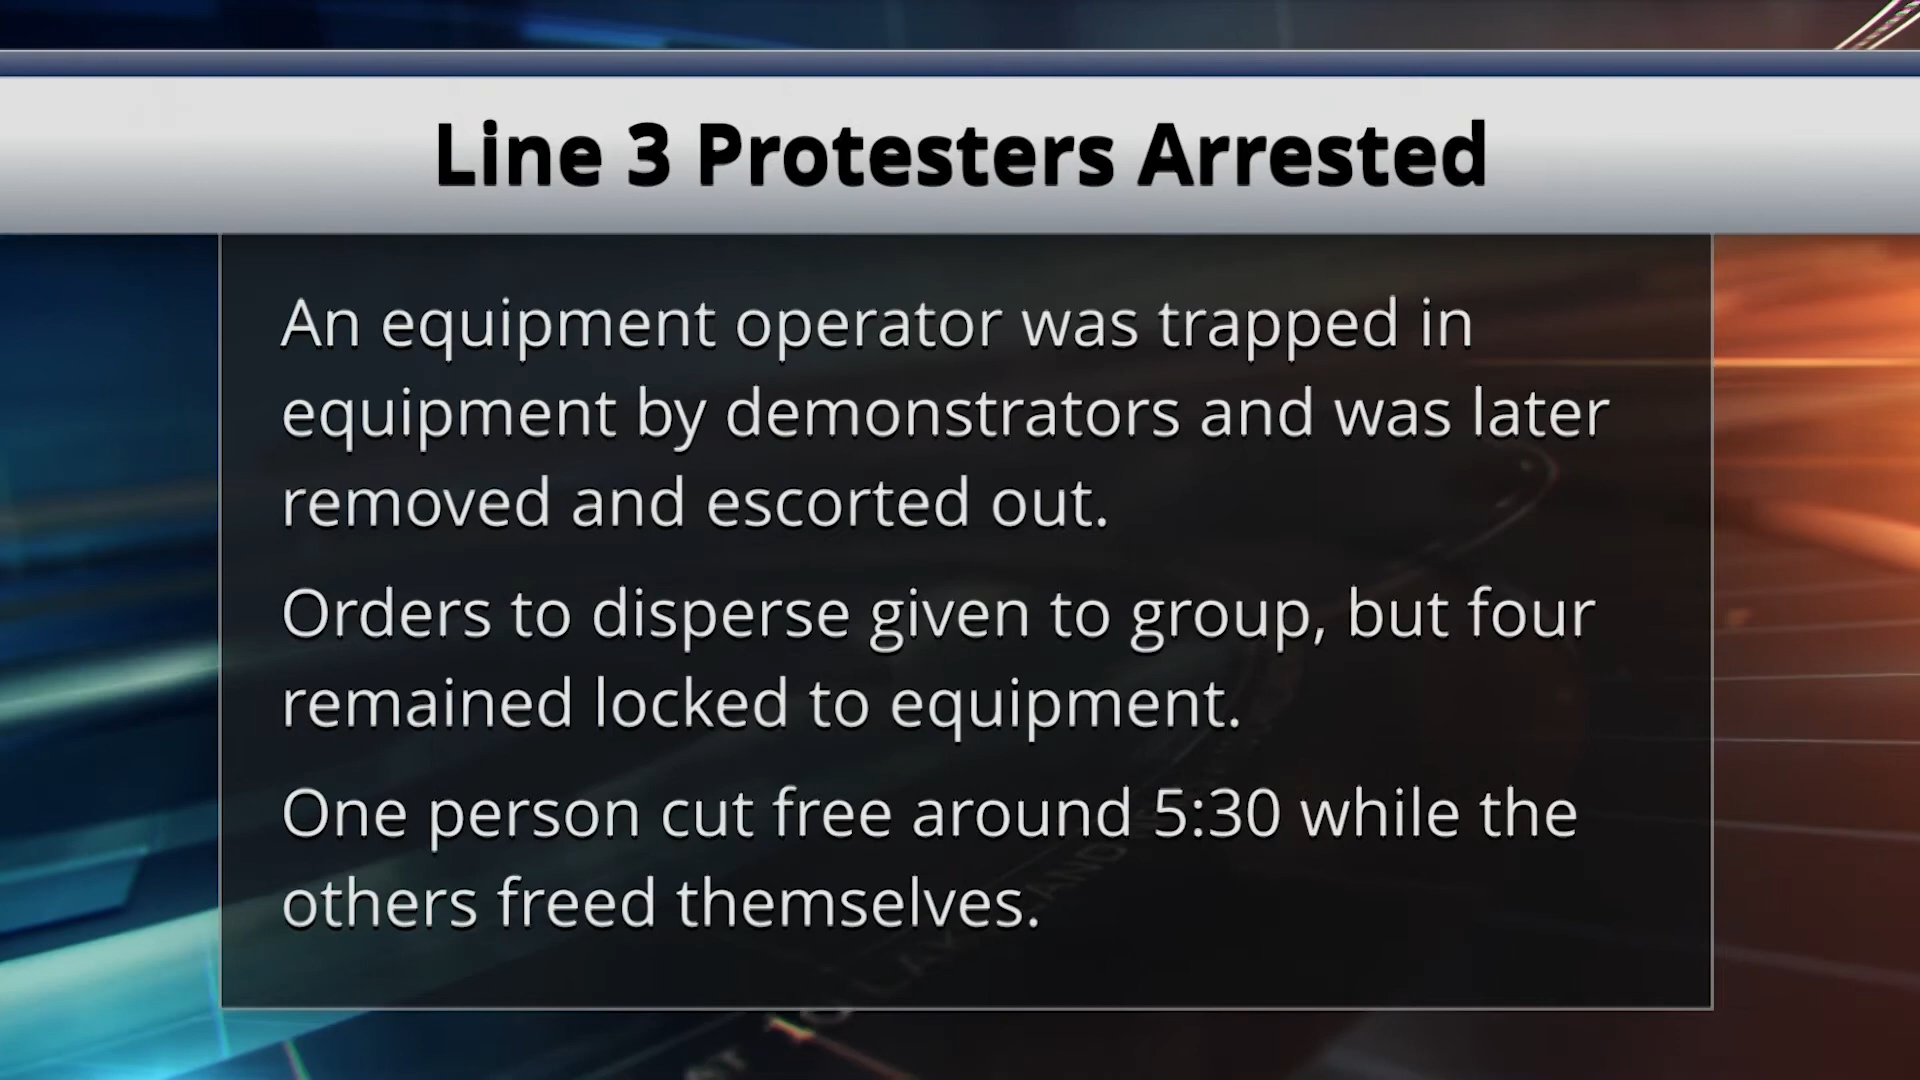 Line 3 Protesters Arrested
An equipment operator was trapped in
equipment by demonstrators and was later
removed and escorted out.
Orders to disperse given to group, but four
remained locked to equipment.
One person cut free around 5:30 while the
others freed themselves.